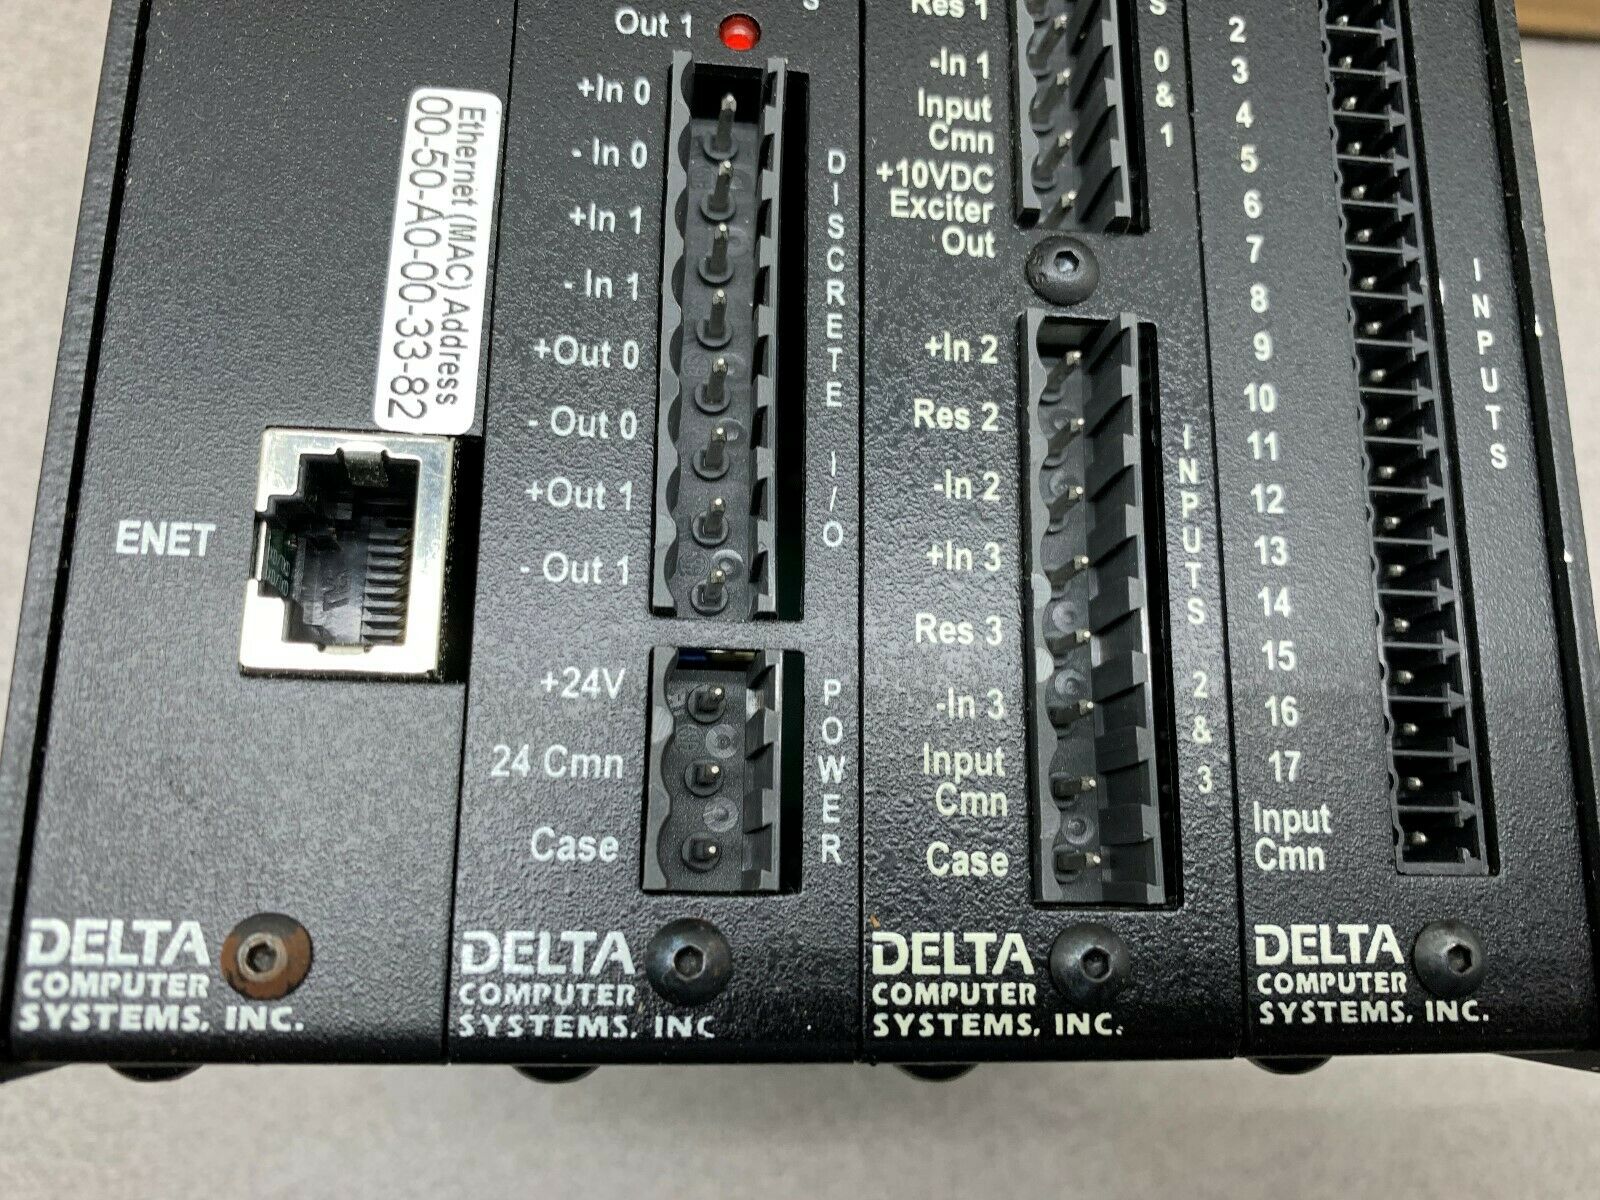 Ethernet (MAC) Address
00-50-A0-00-33-82
ENET
DELTA
COMPUTER
SYSTEMS, INC.
Out 1
+In 0
- In 0
+In 1
- In 1
+Out 0
- Out 0
+Out 1
- Out 1
DISCRETE I/O
+24V
24 Cmn
Case
POWER
DELTA
COMPUTER
SYSTEMS, INC
S
Res 1
-In 1
Input
Cmn
+10VDC
Exciter
Out
S 0 & 1
+In 2
Res 2
-In 2
+In 3
Res 3
-In 3
Input
Cmn
Case
INPUTS 2 & 3
DELTA
COMPUTER
SYSTEMS, INC.
2
3
4
5
6
7
8
9
10
11
12
13
14
15
16
17
Input
Cmn
INPUTS
DELTA
COMPUTER
SYSTEMS, INC.